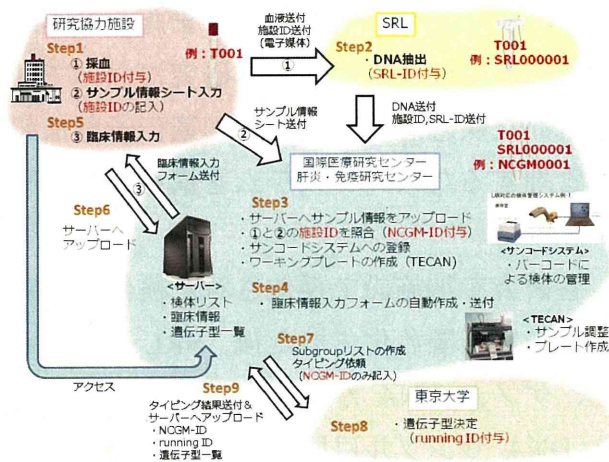 研究協力施設
Step1
例：T001
① 採血
(施設ID付与)
② サンプル情報シート入力
(施設IDの記入)
Step5
③ 臨床情報入力
血液送付
施設ID送付
(電子媒体)
①
SRL
Step2
・DNA抽出
(SRL-ID付与)
T001
例：SRL000001
サンプル情報
シート送付
②
DNA送付
施設ID,SRL-ID送付
T001
SRL000001
例：NCGM0001
国際医療研究センター
肝炎・免疫研究センター
臨床情報入力
フォーム送付
③
Step6
サーバーへ
アップロード
Step3
・サーバーへサンプル情報をアップロード
・①と②の施設IDを照合（NCGM-ID付与）
・サンコードシステムへの登録
・ワーキングプレートの作成（TECAN）
<サンコードシステム>
・バーコードによる検体の管理
<サーバー>
・検体リスト
・臨床情報
・遺伝子型一覧
Step4
・臨床情報入力フォームの自動作成・送付
<TECAN>
・サンプル調整
・プレート作成
アクセス
Step7
Subgroupリストの作成
タイピング依頼
(NCGM-IDのみ記入)
Step9
タイピング結果送付＆
サーバーへアップロード
・NCGM-ID
・running ID
・遺伝子型一覧
東京大学
Step8
・遺伝子型決定
(running ID付与)